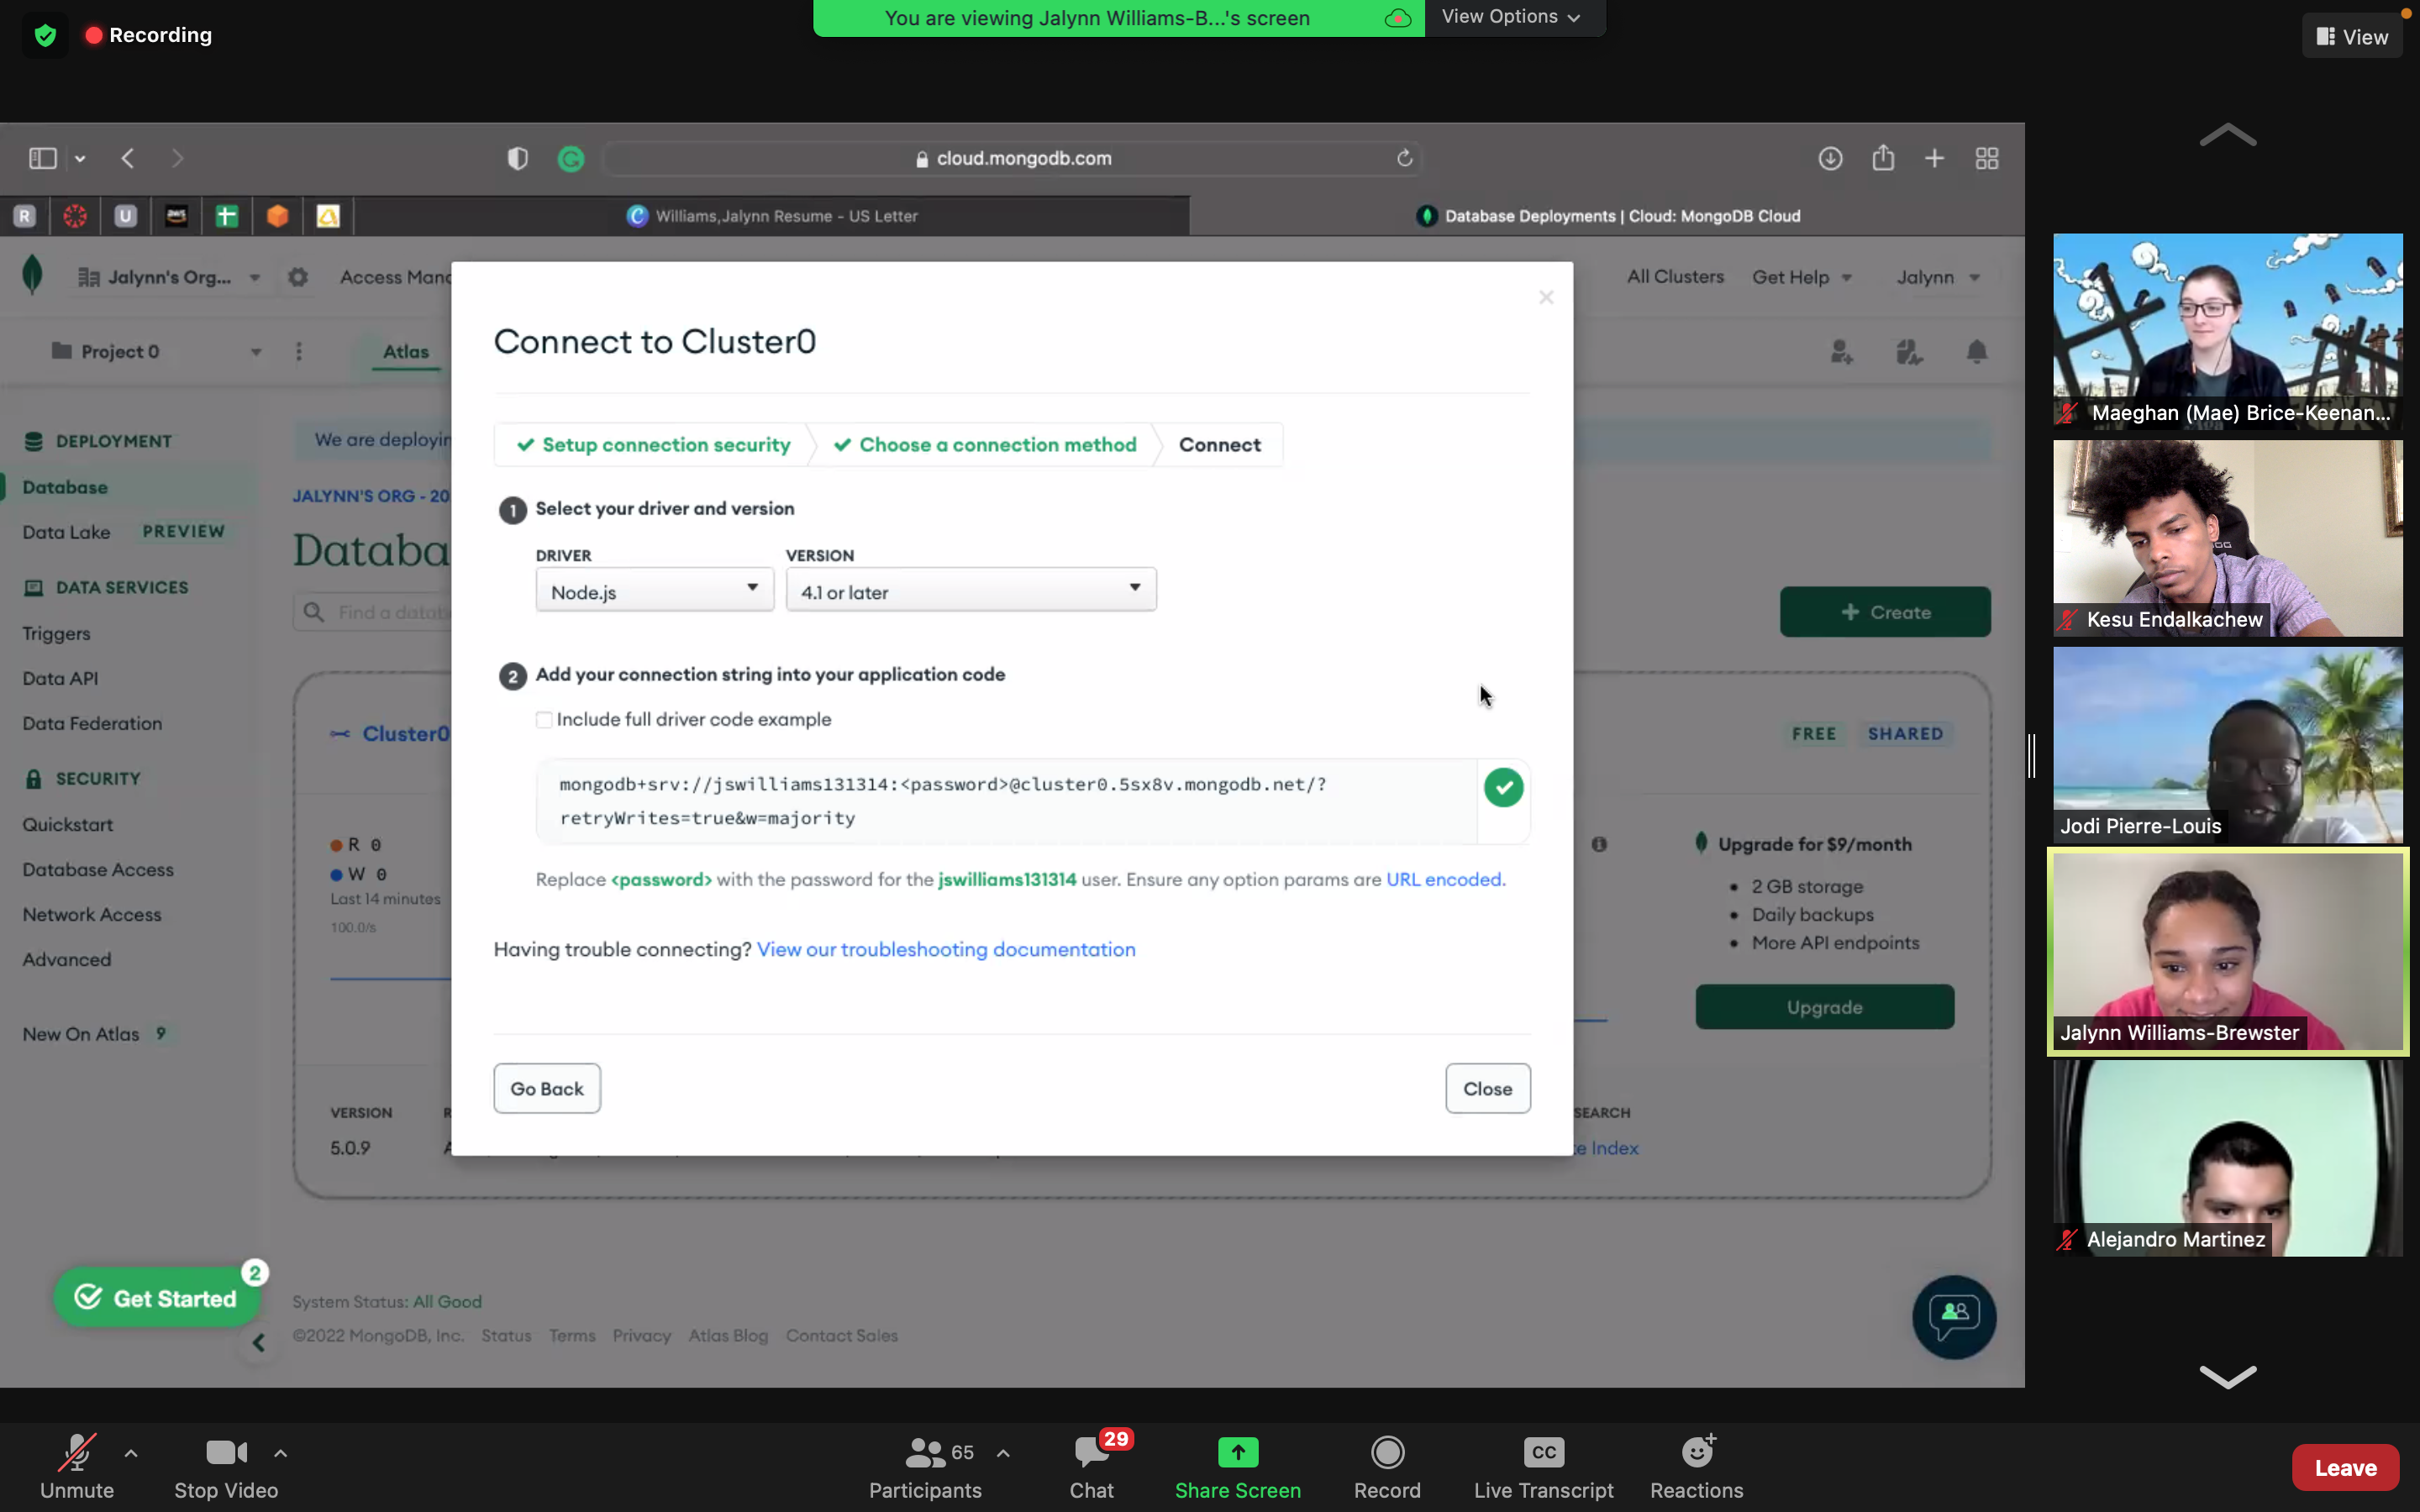 Recording
You are viewing Jalynn Williams-B...'s screen
View Options
View
cloud.mongodb.com
R
U
aws
Williams,Jalynn Resume - US Letter
Database Deployments | Cloud: MongoDB Cloud
Jalynn's Org...
Access Mana
All Clusters
Get Help
Jalynn
Project 0
Atlas
DEPLOYMENT
Database
Data Lake PREVIEW
DATA SERVICES
Triggers
Data API
Data Federation
SECURITY
Quickstart
Database Access
Network Access
Advanced
New On Atlas 9
Get Started
2
We are deployin
JALYNN'S ORG - 20
Databa
Find a datab
Create
Cluster0
R 0
W 0
Last 14 minutes
100.0/s
VERSION
5.0.9
FREE SHARED
Upgrade for $9/month
2 GB storage
Daily backups
More API endpoints
Upgrade
SEARCH
te Index
Connect to Cluster0
Setup connection security
Choose a connection method
Connect
1 Select your driver and version
DRIVER VERSION
Node.js 4.1 or later
2 Add your connection string into your application code
Include full driver code example
mongodb+srv://jswilliams131314:<password>@cluster0.5sx8v.mongodb.net/?
retryWrites=true&w=majority
Replace <password> with the password for the jswilliams131314 user. Ensure any option params are URL encoded.
Having trouble connecting? View our troubleshooting documentation
Go Back
Close
System Status: All Good
©2022 MongoDB, Inc. Status Terms Privacy Atlas Blog Contact Sales
Maeghan (Mae) Brice-Keenan...
Kesu Endalkachew
Jodi Pierre-Louis
Jalynn Williams-Brewster
Alejandro Martinez
Unmute
Stop Video
65
Participants
29
Chat
Share Screen
Record
CC
Live Transcript
Reactions
Leave